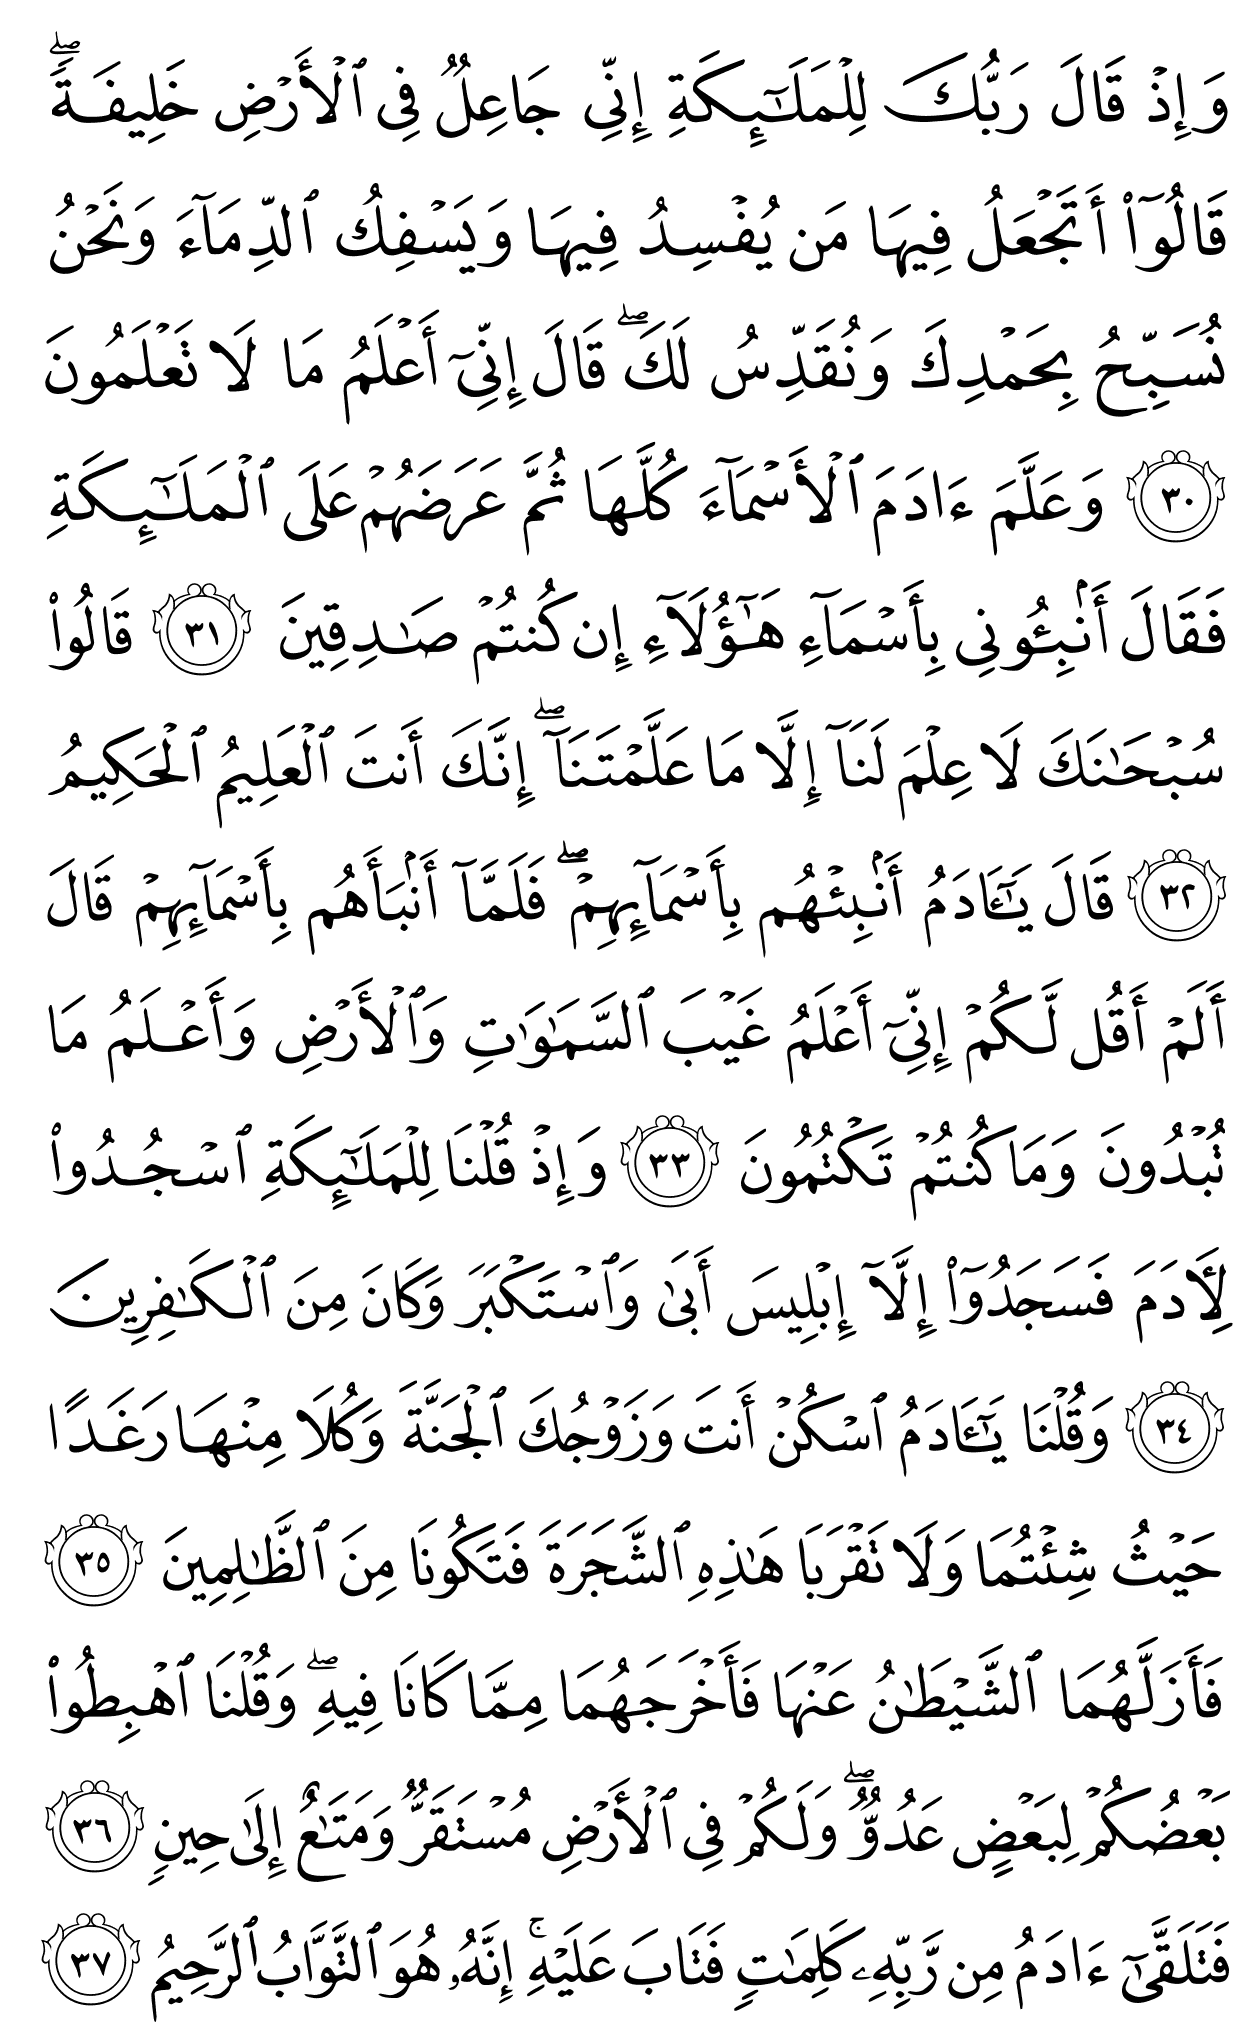 وَإِذۡ قَالَ رَبُّكَ لِلۡمَلَٰٓئِكَةِ إِنِّي جَاعِلٞ فِي ٱلۡأَرۡضِ خَلِيفَةٗۖ
قَالُوٓاْ أَتَجۡعَلُ فِيهَا مَن يُفۡسِدُ فِيهَا وَيَسۡفِكُ ٱلدِّمَآءَ وَنَحۡنُ
نُسَبِّحُ بِحَمۡدِكَ وَنُقَدِّسُ لَكَۖ قَالَ إِنِّيٓ أَعۡلَمُ مَا لَا تَعۡلَمُونَ
٣٠ وَعَلَّمَ ءَادَمَ ٱلۡأَسۡمَآءَ كُلَّهَا ثُمَّ عَرَضَهُمۡ عَلَى ٱلۡمَلَٰٓئِكَةِ
فَقَالَ أَنۢبِـُٔونِي بِأَسۡمَآءِ هَٰٓؤُلَآءِ إِن كُنتُمۡ صَٰدِقِينَ ٣١ قَالُواْ
سُبۡحَٰنَكَ لَا عِلۡمَ لَنَآ إِلَّا مَا عَلَّمۡتَنَآۖ إِنَّكَ أَنتَ ٱلۡعَلِيمُ ٱلۡحَكِيمُ
٣٢ قَالَ يَٰٓـَٔادَمُ أَنۢبِئۡهُم بِأَسۡمَآئِهِمۡۖ فَلَمَّآ أَنۢبَأَهُم بِأَسۡمَآئِهِمۡ قَالَ
أَلَمۡ أَقُل لَّكُمۡ إِنِّيٓ أَعۡلَمُ غَيۡبَ ٱلسَّمَٰوَٰتِ وَٱلۡأَرۡضِ وَأَعۡلَمُ مَا
تُبۡدُونَ وَمَا كُنتُمۡ تَكۡتُمُونَ ٣٣ وَإِذۡ قُلۡنَا لِلۡمَلَٰٓئِكَةِ ٱسۡجُدُواْ
لِأٓدَمَ فَسَجَدُوٓاْ إِلَّآ إِبۡلِيسَ أَبَىٰ وَٱسۡتَكۡبَرَ وَكَانَ مِنَ ٱلۡكَٰفِرِينَ
٣٤ وَقُلۡنَا يَٰٓـَٔادَمُ ٱسۡكُنۡ أَنتَ وَزَوۡجُكَ ٱلۡجَنَّةَ وَكُلَا مِنۡهَا رَغَدًا
حَيۡثُ شِئۡتُمَا وَلَا تَقۡرَبَا هَٰذِهِ ٱلشَّجَرَةَ فَتَكُونَا مِنَ ٱلظَّٰلِمِينَ ٣٥
فَأَزَلَّهُمَا ٱلشَّيۡطَٰنُ عَنۡهَا فَأَخۡرَجَهُمَا مِمَّا كَانَا فِيهِۖ وَقُلۡنَا ٱهۡبِطُواْ
بَعۡضُكُمۡ لِبَعۡضٍ عَدُوّٞۖ وَلَكُمۡ فِي ٱلۡأَرۡضِ مُسۡتَقَرّٞ وَمَتَٰعٌ إِلَىٰ حِينٖ ٣٦
فَتَلَقَّىٰٓ ءَادَمُ مِن رَّبِّهِۦ كَلِمَٰتٖ فَتَابَ عَلَيۡهِۚ إِنَّهُۥ هُوَ ٱلتَّوَّابُ ٱلرَّحِيمُ ٣٧